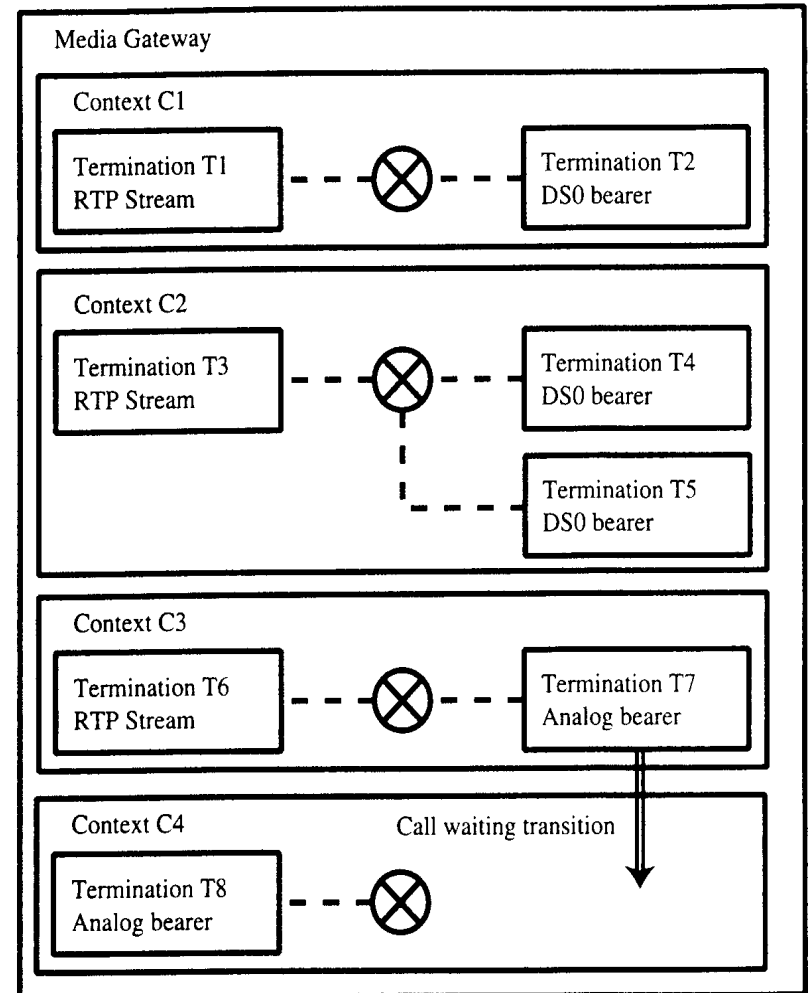 Media Gateway
Context C1
Termination T1
RTP Stream
Termination T2
DS0 bearer
Context C2
Termination T3
RTP Stream
Termination T4
DS0 bearer
Termination T5
DS0 bearer
Context C3
Termination T6
RTP Stream
Termination T7
Analog bearer
Context C4
Call waiting transition
Termination T8
Analog bearer